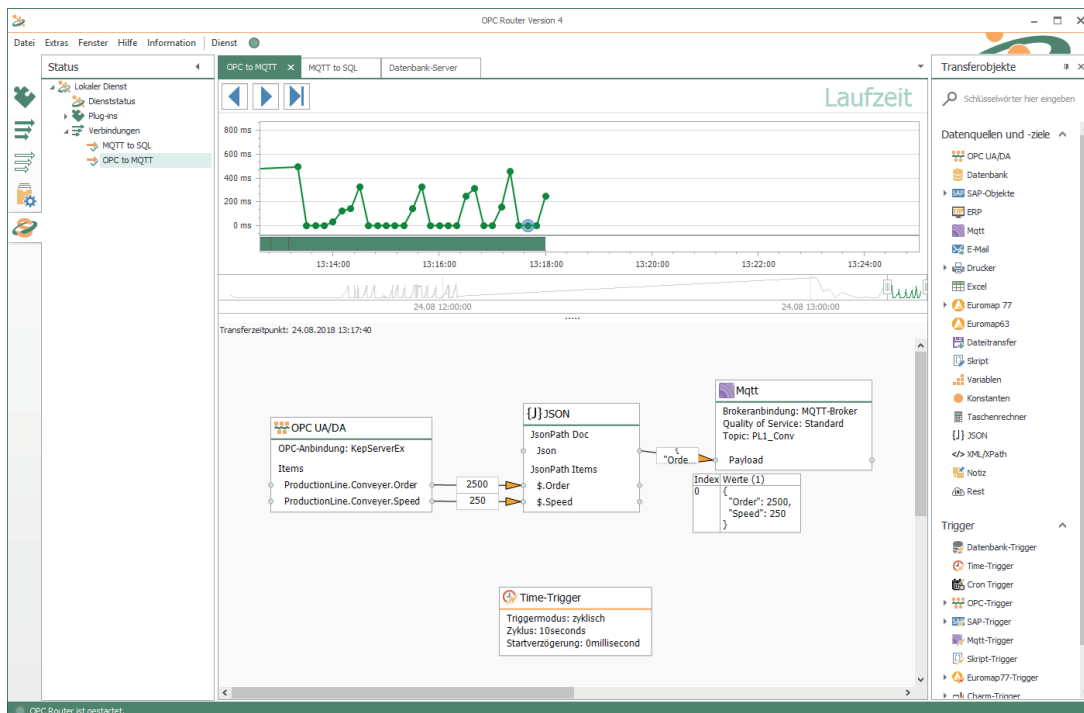 OPC Router Version 4
Datei Extras Fenster Hilfe Information Dienst
Status
Lokaler Dienst
Dienststatus
Plug-ins
Verbindungen
MQTT to SQL
OPC to MQTT
OPC to MQTT MQTT to SQL Datenbank-Server
Laufzeit
800 ms
600 ms
400 ms
200 ms
0 ms
13:14:00 13:16:00 13:18:00 13:20:00 13:22:00 13:24:00
24.08 12:00:00 24.08 13:00:00
Transferzeitpunkt: 24.08.2018 13:17:40
OPC UA/DA
OPC-Anbindung: KepServerEx
Items
ProductionLine.Conveyer.Order
ProductionLine.Conveyer.Speed
2500
250
{J} JSON
JsonPath Doc
Json
JsonPath Items
$.Order
$.Speed
{
"Orde...
Mqtt
Brokeranbindung: MQTT-Broker
Quality of Service: Standard
Topic: PL1_Conv
Payload
Index Werte (1)
0 {
"Order": 2500,
"Speed": 250
}
Time-Trigger
Triggermodus: zyklisch
Zyklus: 10seconds
Startverzögerung: 0millisecond
Transferobjekte
Schlüsselwörter hier eingeben
Datenquellen und -ziele
OPC UA/DA
Datenbank
SAP SAP-Objekte
ERP ERP
Mqtt
E-Mail
Drucker
Excel
Euromap 77
Euromap63
Dateitransfer
Skript
Variablen
Konstanten
Taschenrechner
{J} JSON
</> XML/XPath
Notiz
Rest
Trigger
Datenbank-Trigger
Time-Trigger
Cron Trigger
OPC-Trigger
SAP SAP-Trigger
Mqtt-Trigger
Skript-Trigger
Euromap77-Trigger
Charm-Trigger
OPC Router ist gestartet.